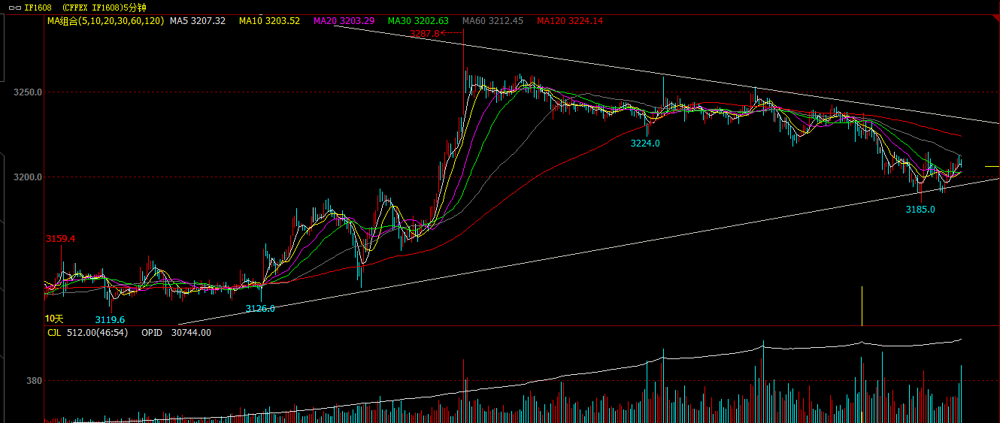 IF1608 (CFFEX IF1608)5分钟
MA组合(5,10,20,30,60,120) MA5 3207.32 MA10 3203.52 MA20 3203.29 MA30 3202.63 MA60 3212.45 MA120 3224.14
3287.8
3250.0
3224.0
3200.0
3185.0
3159.4
3126.0
10天
3119.6
CJL 512.00(46:54) OPID 30744.00
380